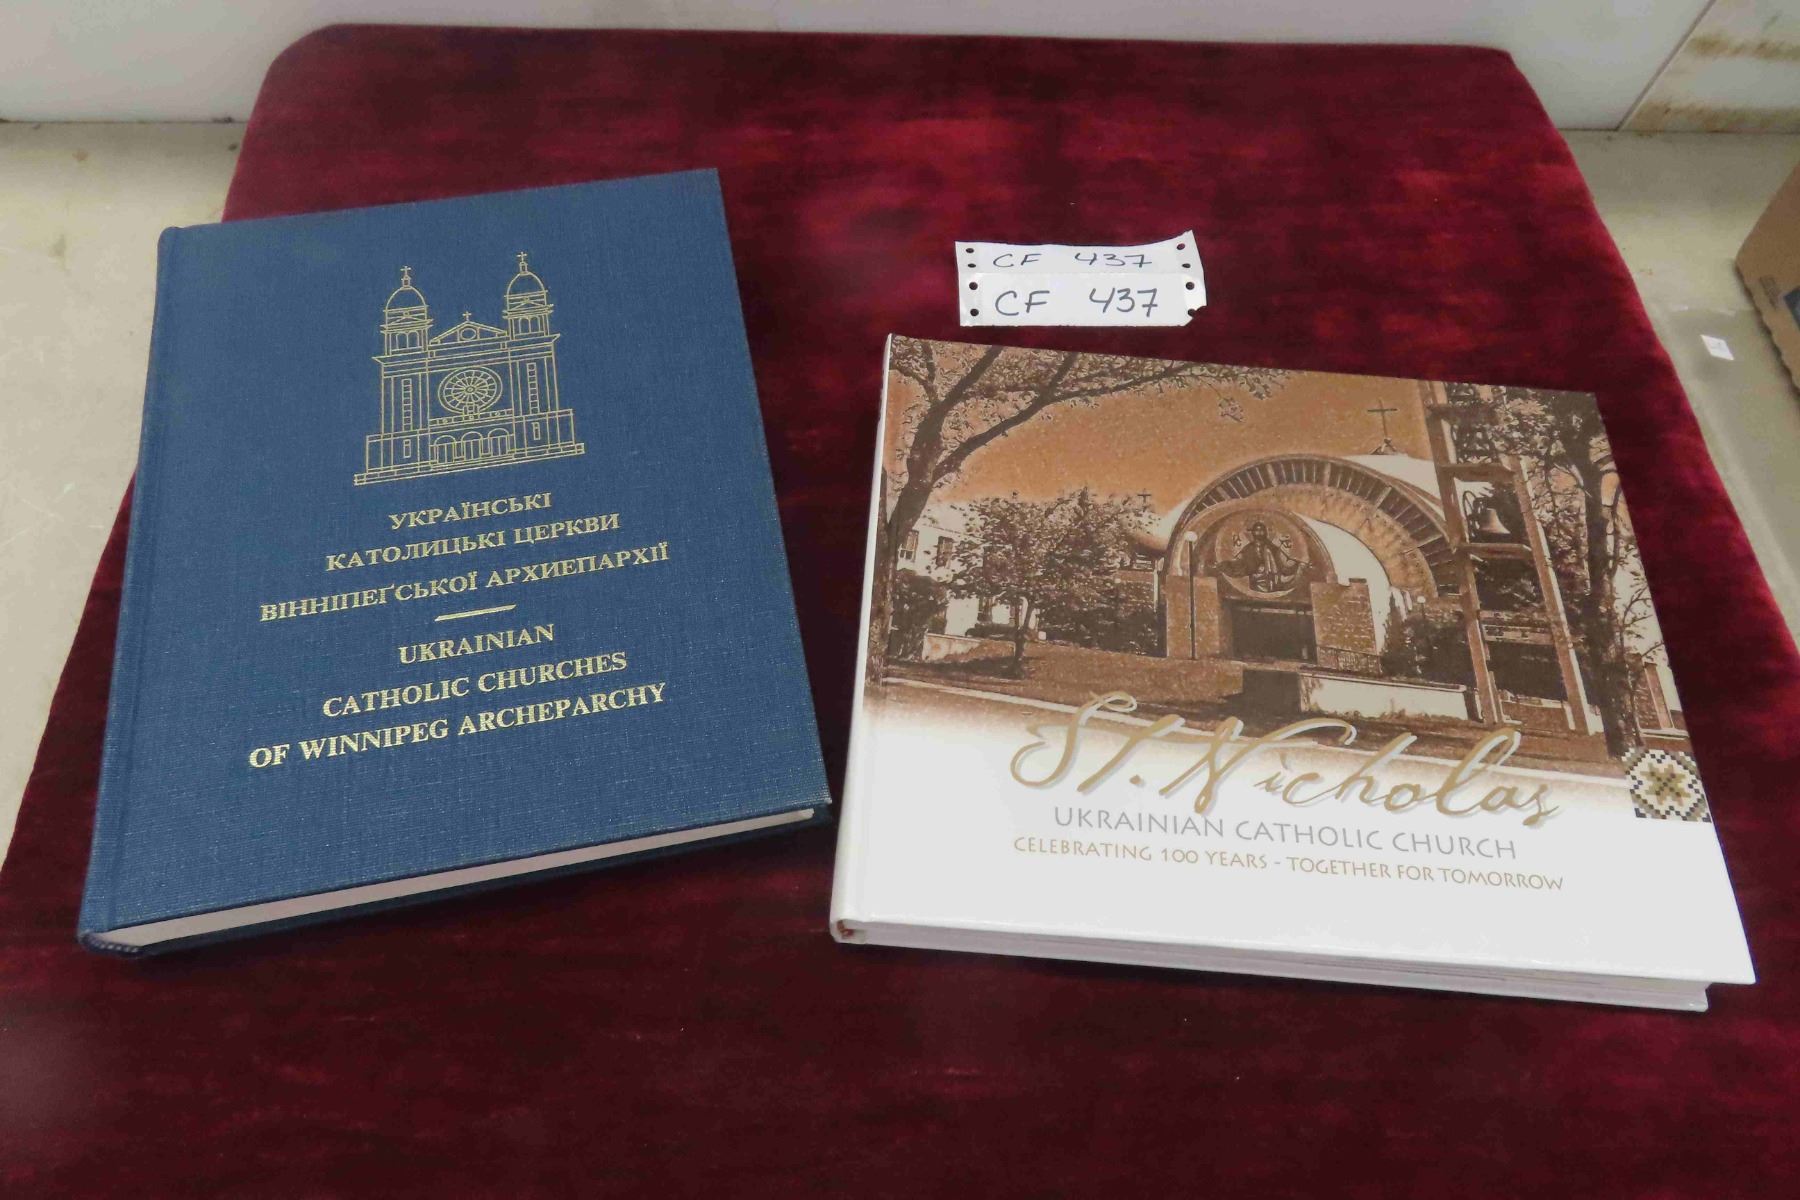 УКРАЇНСЬКІ
КАТОЛИЦЬКІ ЦЕРКВИ
ВІННІПЕҐСЬКОЇ АРХИЕПАРХІЇ
UKRAINIAN
CATHOLIC CHURCHES
OF WINNIPEG ARCHEPARCHY
CF 437
CF 437
St. Nicholas
UKRAINIAN CATHOLIC CHURCH
CELEBRATING 100 YEARS - TOGETHER FOR TOMORROW